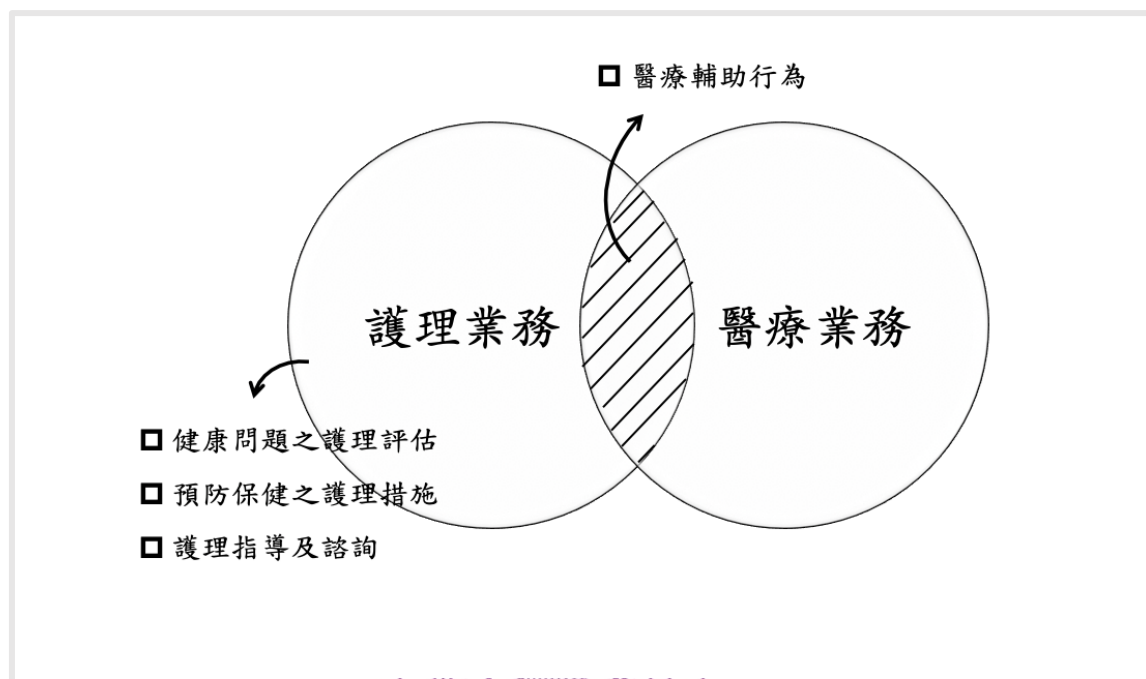 醫療輔助行為
護理業務
醫療業務
健康問題之護理評估
預防保健之護理措施
護理指導及諮詢